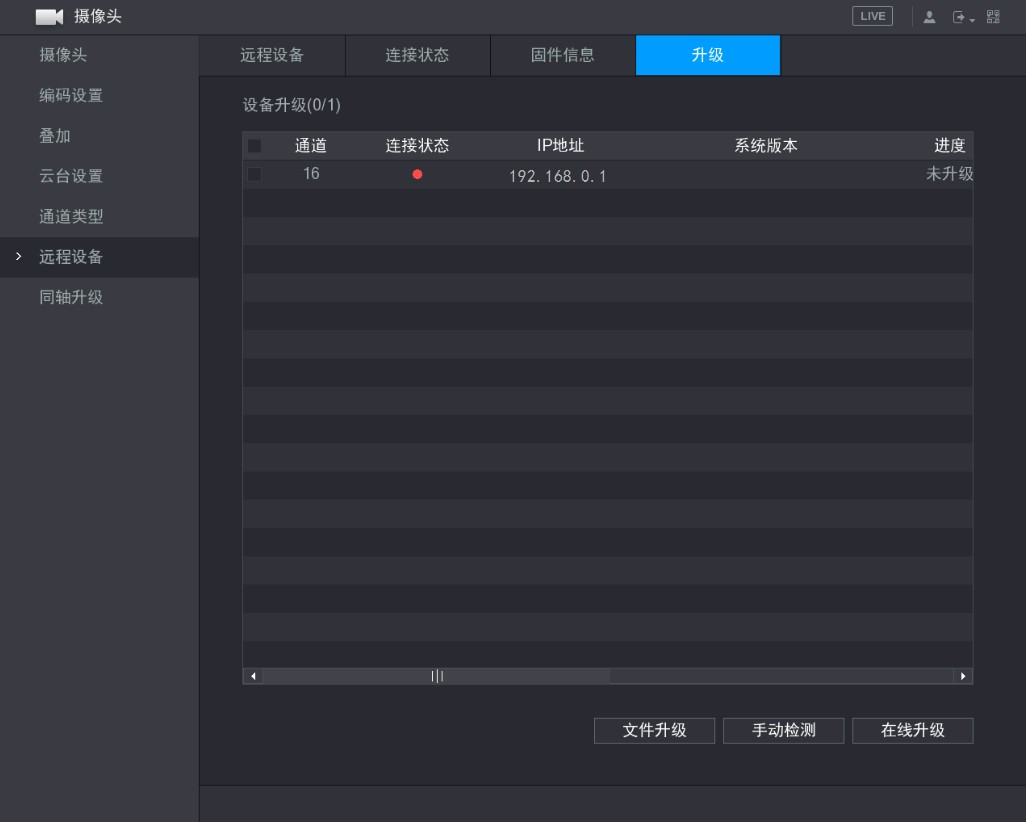 摄像头 LIVE
摄像头
编码设置
叠加
云台设置
通道类型
远程设备
同轴升级
远程设备 连接状态 固件信息 升级
设备升级(0/1)
通道 连接状态 IP地址 系统版本 进度
16 192.168.0.1 未升级
文件升级 手动检测 在线升级